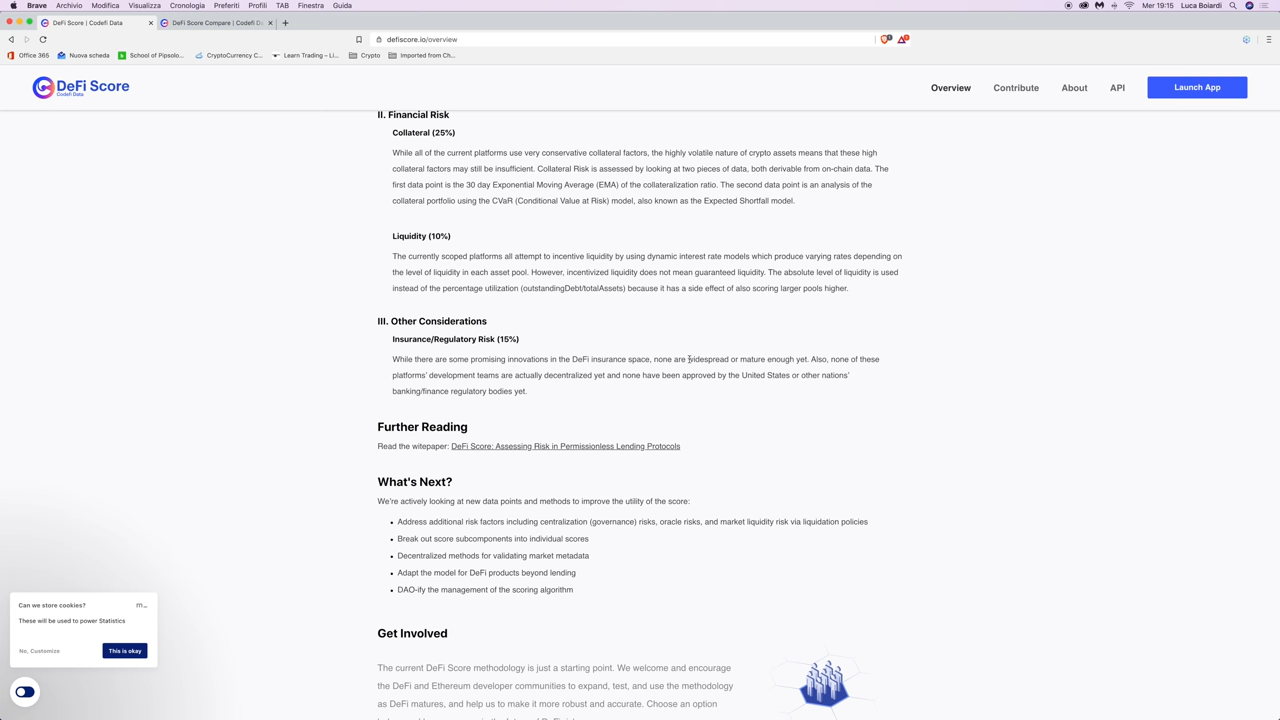 Brave Archivio Modifica Visualizza Cronologia Preferiti Profili TAB Finestra Guida Mer 19:15 Luca Boiardi
DeFi Score | Codefi Data DeFi Score Compare | Codefi D
defiscore.io/overview
Office 365 Nuova scheda School of Pipsolo... CryptoCurrency C... Learn Trading – Li... Crypto Imported from Ch...
DeFi Score
Codefi Data
Overview Contribute About API Launch App
II. Financial Risk
Collateral (25%)
While all of the current platforms use very conservative collateral factors, the highly volatile nature of crypto assets means that these high
collateral factors may still be insufficient. Collateral Risk is assessed by looking at two pieces of data, both derivable from on-chain data. The
first data point is the 30 day Exponential Moving Average (EMA) of the collateralization ratio. The second data point is an analysis of the
collateral portfolio using the CVaR (Conditional Value at Risk) model, also known as the Expected Shortfall model.
Liquidity (10%)
The currently scoped platforms all attempt to incentive liquidity by using dynamic interest rate models which produce varying rates depending on
the level of liquidity in each asset pool. However, incentivized liquidity does not mean guaranteed liquidity. The absolute level of liquidity is used
instead of the percentage utilization (outstandingDebt/totalAssets) because it has a side effect of also scoring larger pools higher.
III. Other Considerations
Insurance/Regulatory Risk (15%)
While there are some promising innovations in the DeFi insurance space, none are widespread or mature enough yet. Also, none of these
platforms' development teams are actually decentralized yet and none have been approved by the United States or other nations'
banking/finance regulatory bodies yet.
Further Reading
Read the witepaper: DeFi Score: Assessing Risk in Permissionless Lending Protocols
What's Next?
We're actively looking at new data points and methods to improve the utility of the score:
• Address additional risk factors including centralization (governance) risks, oracle risks, and market liquidity risk via liquidation policies
• Break out score subcomponents into individual scores
• Decentralized methods for validating market metadata
• Adapt the model for DeFi products beyond lending
• DAO-ify the management of the scoring algorithm
Can we store cookies?
These will be used to power Statistics
No, Customize This is okay
Get Involved
The current DeFi Score methodology is just a starting point. We welcome and encourage
the DeFi and Ethereum developer communities to expand, test, and use the methodology
as DeFi matures, and help us to make it more robust and accurate. Choose an option